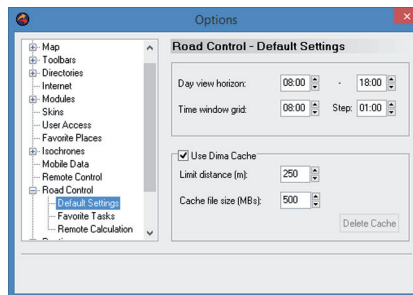 Options
Map
Toolbars
Directories
Internet
Modules
Skins
User Access
Favorite Places
Isochrones
Mobile Data
Remote Control
Road Control
Default Settings
Favorite Tasks
Remote Calculation
Road Control - Default Settings
Day view horizon: 08:00 - 18:00
Time window grid: 08:00 Step: 01:00
Use Dima Cache
Limit distance (m): 250
Cache file size (MBs): 500
Delete Cache